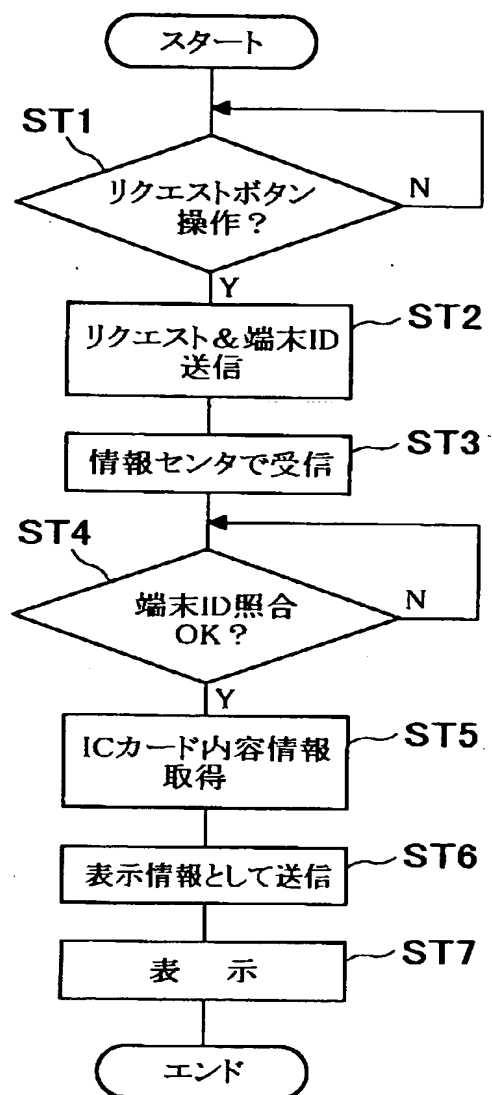 スタート
ST1
リクエストボタン
操作?
N
Y
リクエスト&端末ID
送信
ST2
情報センタで受信
ST3
ST4
端末ID照合
OK?
N
Y
ICカード内容情報
取得
ST5
表示情報として送信
ST6
表 示
ST7
エンド